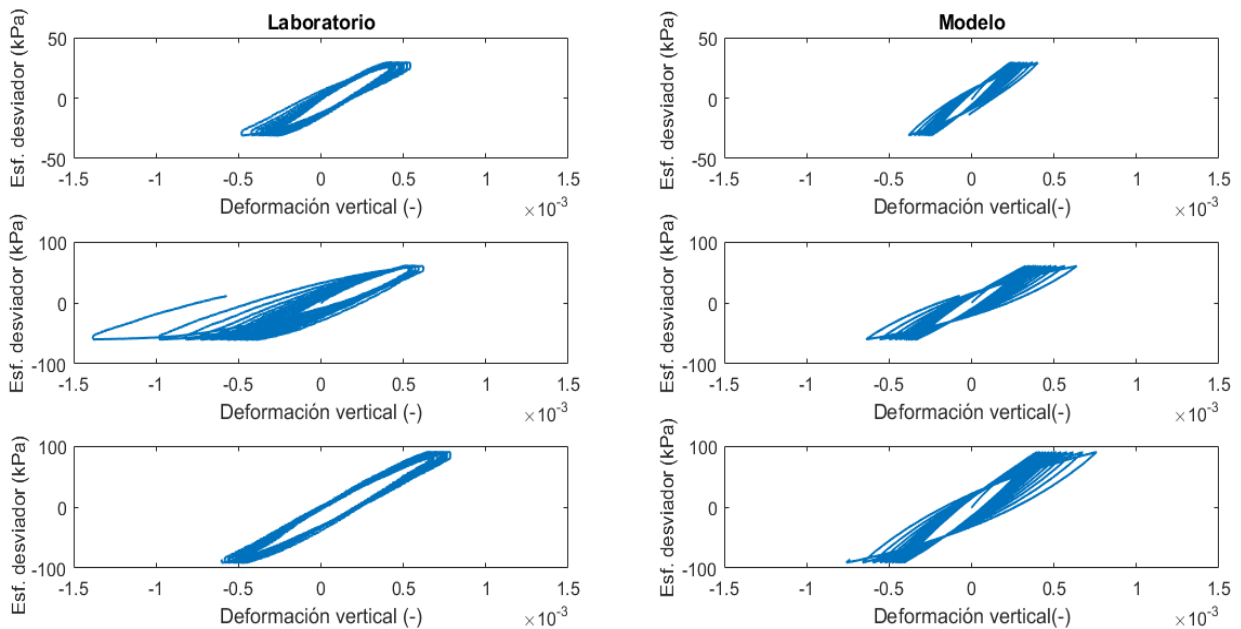 Laboratorio
Esf. desviador (kPa)
50
0
-50
-1.5 -1 -0.5 0 0.5 1 1.5
Deformación vertical (-)
×10-3
Modelo
Esf. desviador (kPa)
50
0
-50
-1.5 -1 -0.5 0 0.5 1 1.5
Deformación vertical(-)
×10-3
Esf. desviador (kPa)
100
0
-100
-1.5 -1 -0.5 0 0.5 1 1.5
Deformación vertical (-)
×10-3
Esf. desviador (kPa)
100
0
-100
-1.5 -1 -0.5 0 0.5 1 1.5
Deformación vertical(-)
×10-3
Esf. desviador (kPa)
100
0
-100
-1.5 -1 -0.5 0 0.5 1 1.5
Deformación vertical (-)
×10-3
Esf. desviador (kPa)
100
0
-100
-1.5 -1 -0.5 0 0.5 1 1.5
Deformación vertical(-)
×10-3